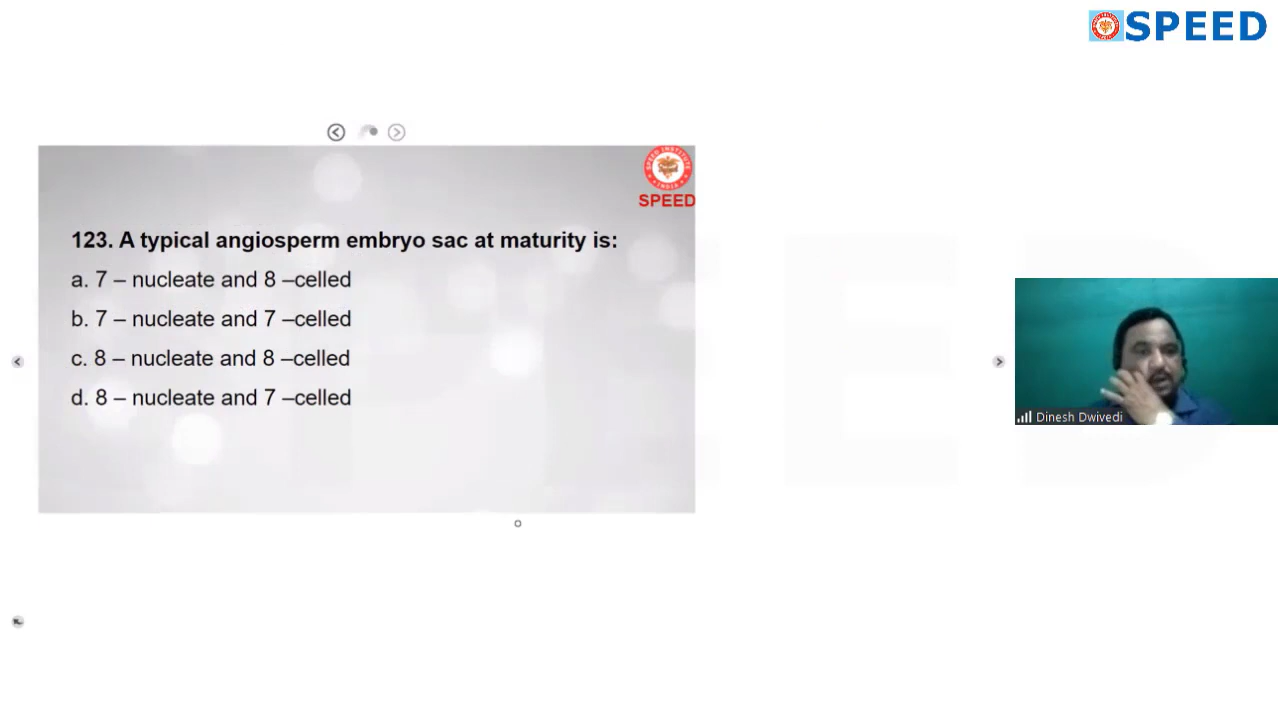 SPEED
SPEED
123. A typical angiosperm embryo sac at maturity is:
a. 7 – nucleate and 8 –celled
b. 7 – nucleate and 7 –celled
c. 8 – nucleate and 8 –celled
d. 8 – nucleate and 7 –celled
Dinesh Dwivedi